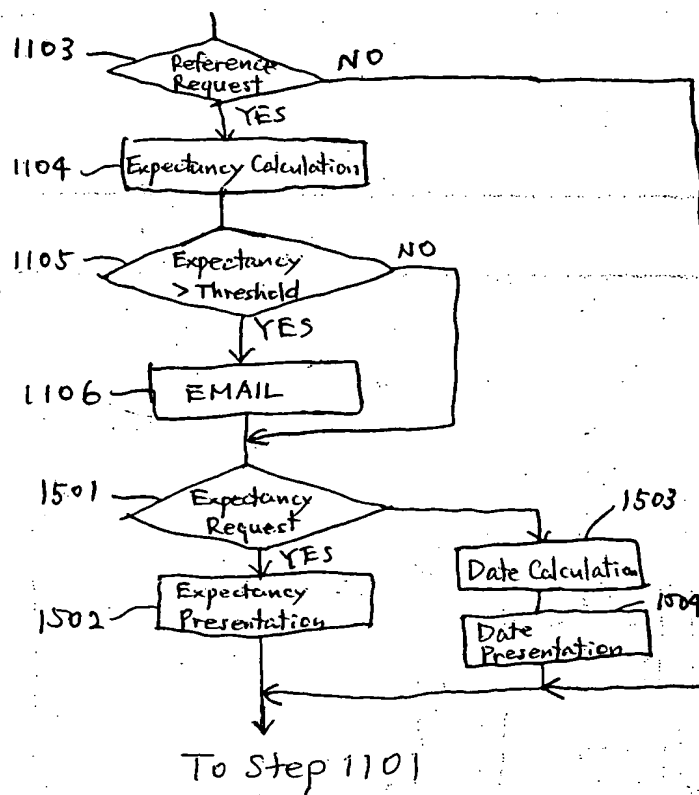 1103
Reference
Request
NO
YES
1104
Expectancy Calculation
1105
Expectancy
> Threshold
NO
YES
1106
EMAIL
1501
Expectancy
Request
YES
1503
Date Calculation
1502
Expectancy
Presentation
1504
Date
Presentation
To Step 1101